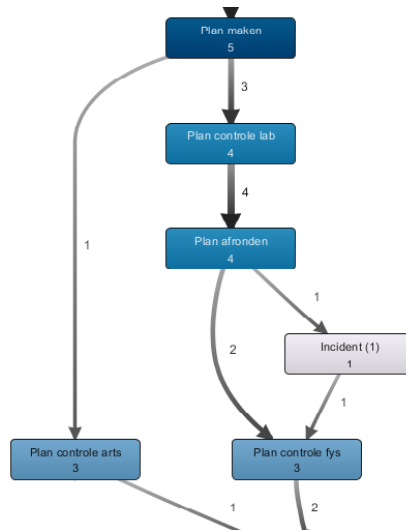 Plan maken
5
3
Plan controle lab
4
4
1
Plan afronden
4
1
2
Incident (1)
1
1
Plan controle arts
3
Plan controle fys
3
1
2